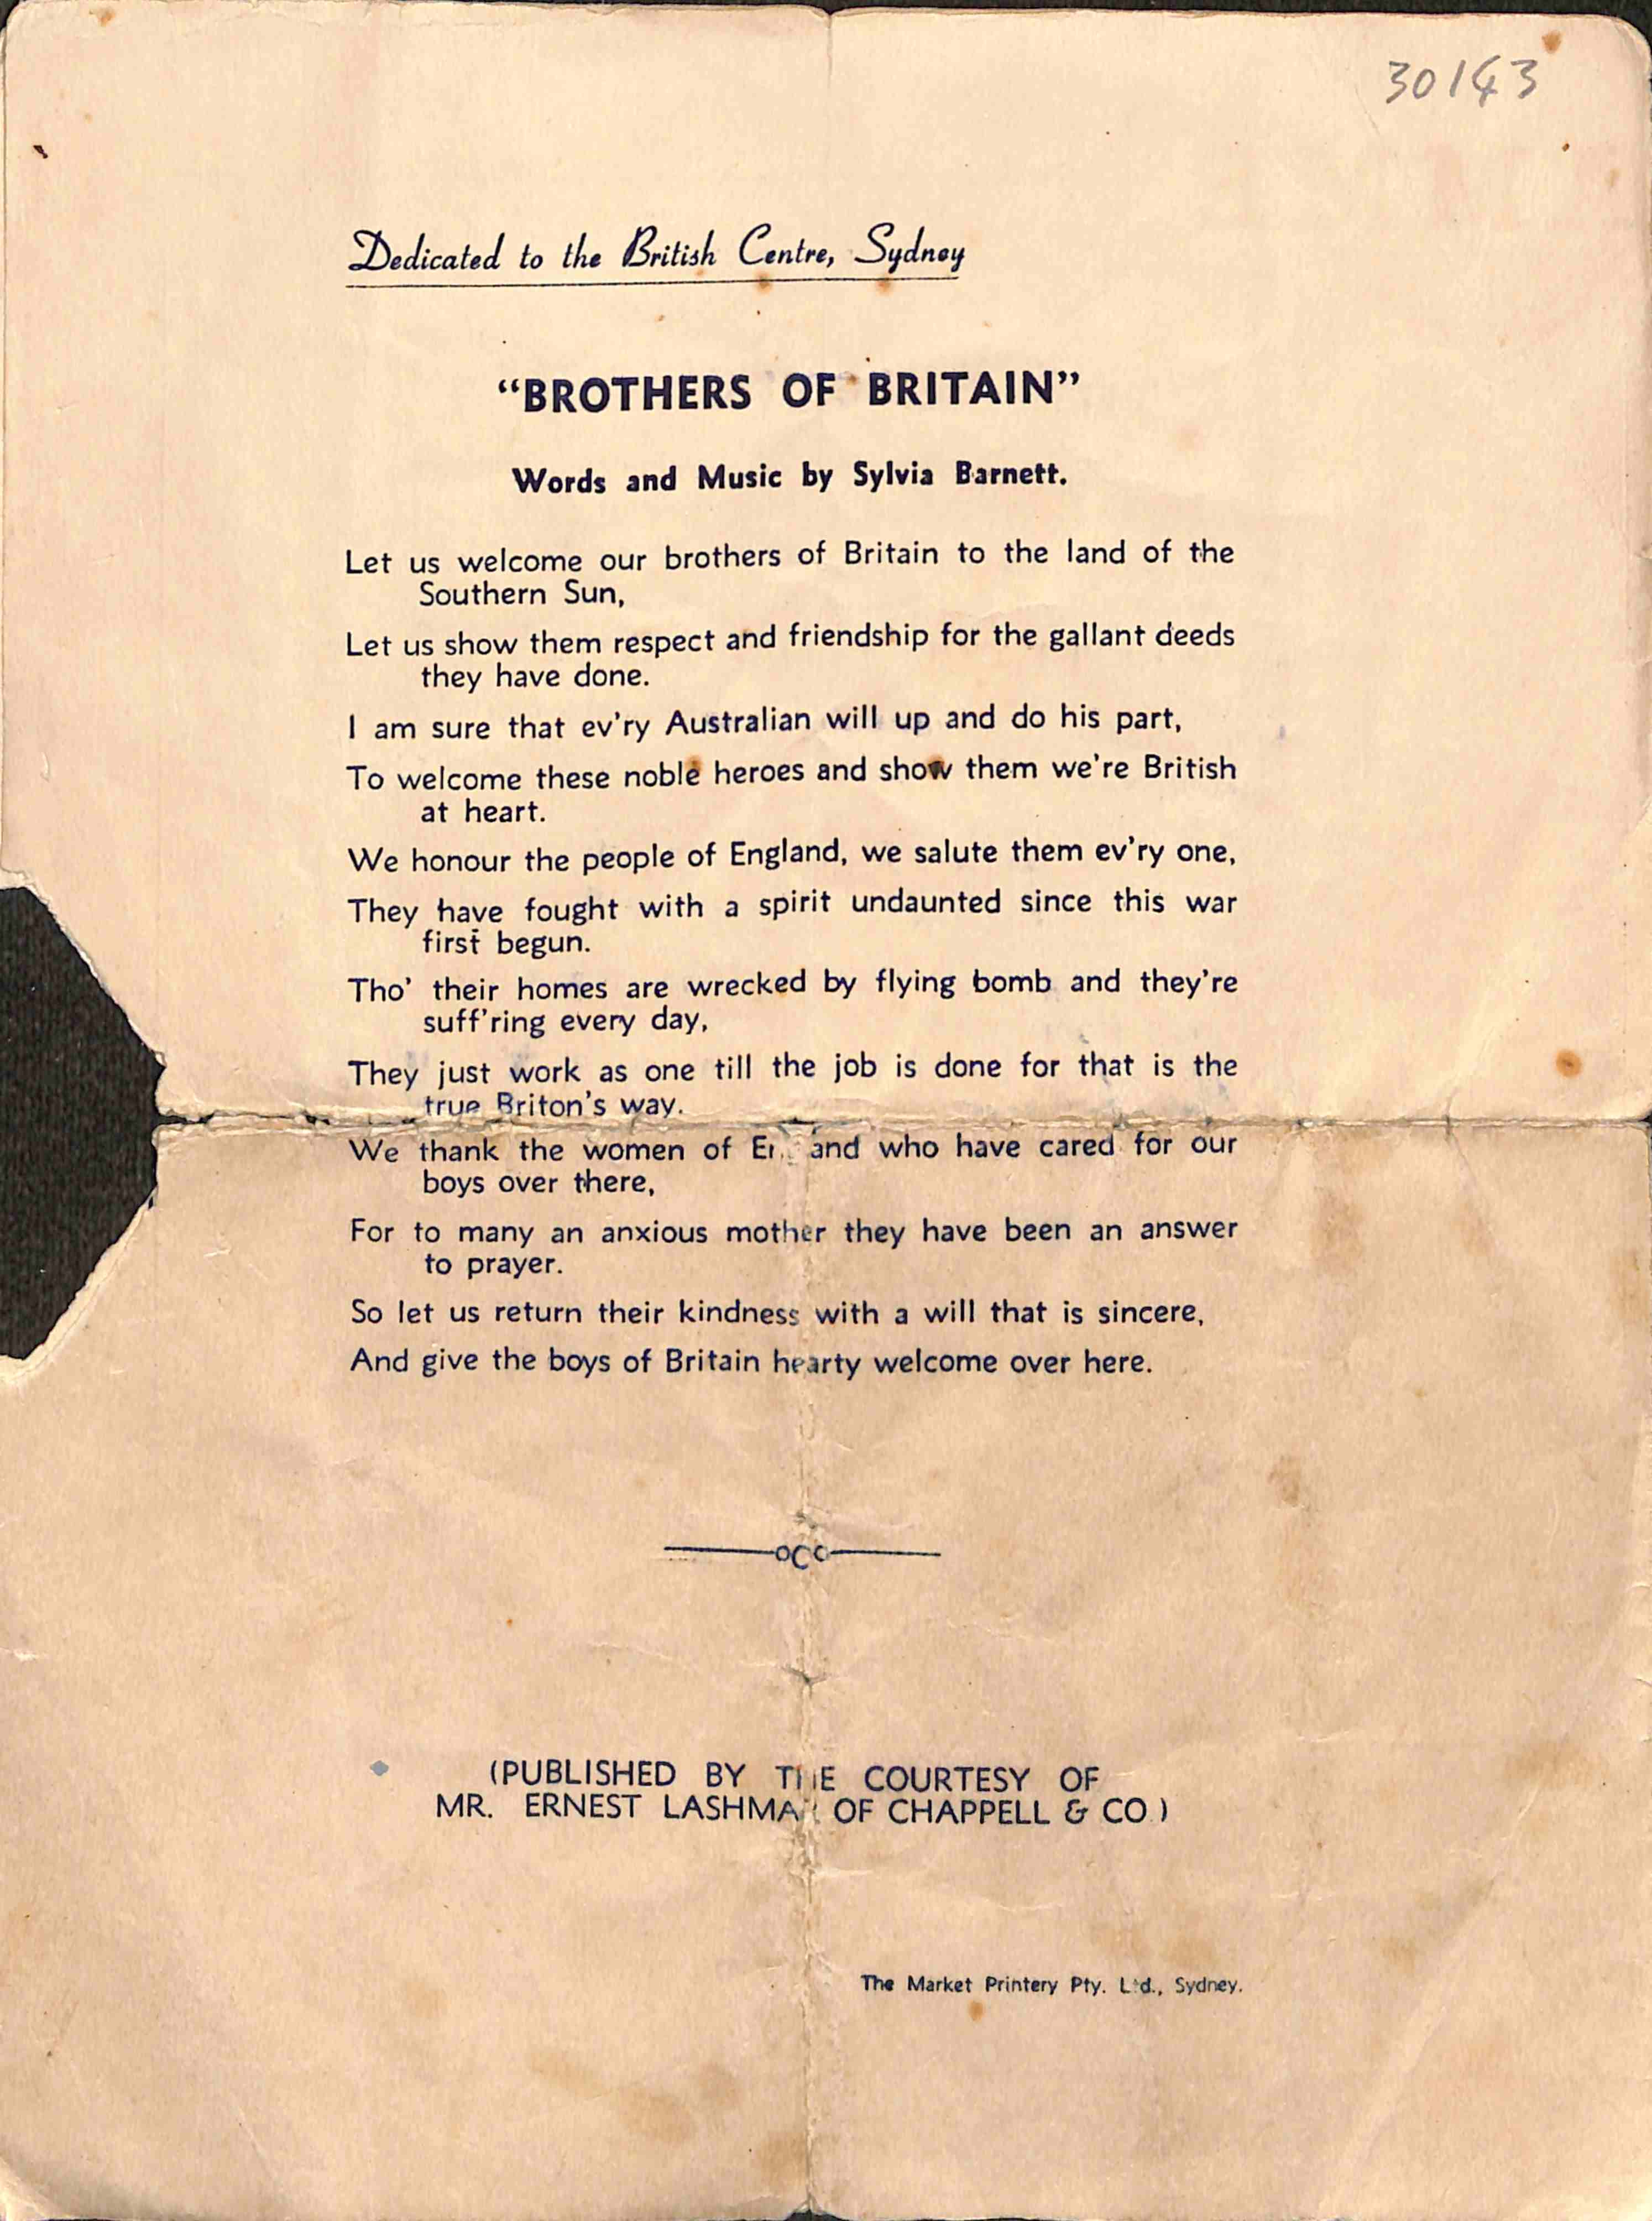 30143
Dedicated to the British Centre, Sydney
“BROTHERS OF BRITAIN”
Words and Music by Sylvia Barnett.
Let us welcome our brothers of Britain to the land of the
Southern Sun,
Let us show them respect and friendship for the gallant deeds
they have done.
I am sure that ev'ry Australian will up and do his part,
To welcome these noble heroes and show them we're British
at heart.
We honour the people of England, we salute them ev'ry one,
They have fought with a spirit undaunted since this war
first begun.
Tho' their homes are wrecked by flying bomb and they're
suff'ring every day,
They just work as one till the job is done for that is the
true Briton's way.
We thank the women of England who have cared for our
boys over there,
For to many an anxious mother they have been an answer
to prayer.
So let us return their kindness with a will that is sincere,
And give the boys of Britain hearty welcome over here.
(PUBLISHED BY THE COURTESY OF
MR. ERNEST OF CHAPPELL & CO.)
The Market Printery Pty. Ltd., Sydney.